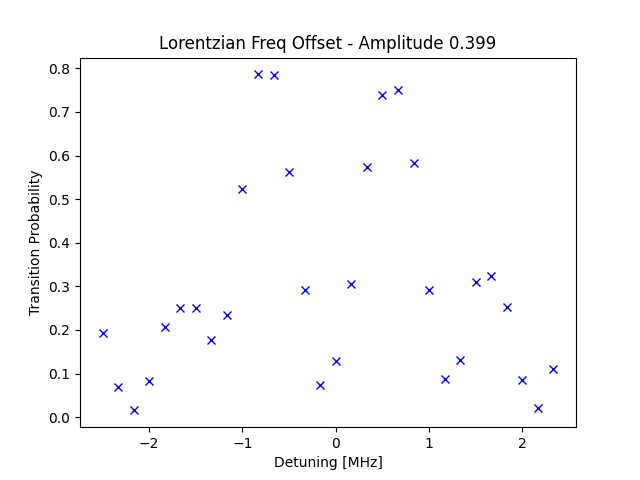 Lorentzian Freq Offset - Amplitude 0.399
0.8
0.7
0.6
0.5
0.4
0.3
0.2
0.1
0.0
Transition Probability
−2 −1 0 1 2
Detuning [MHz]